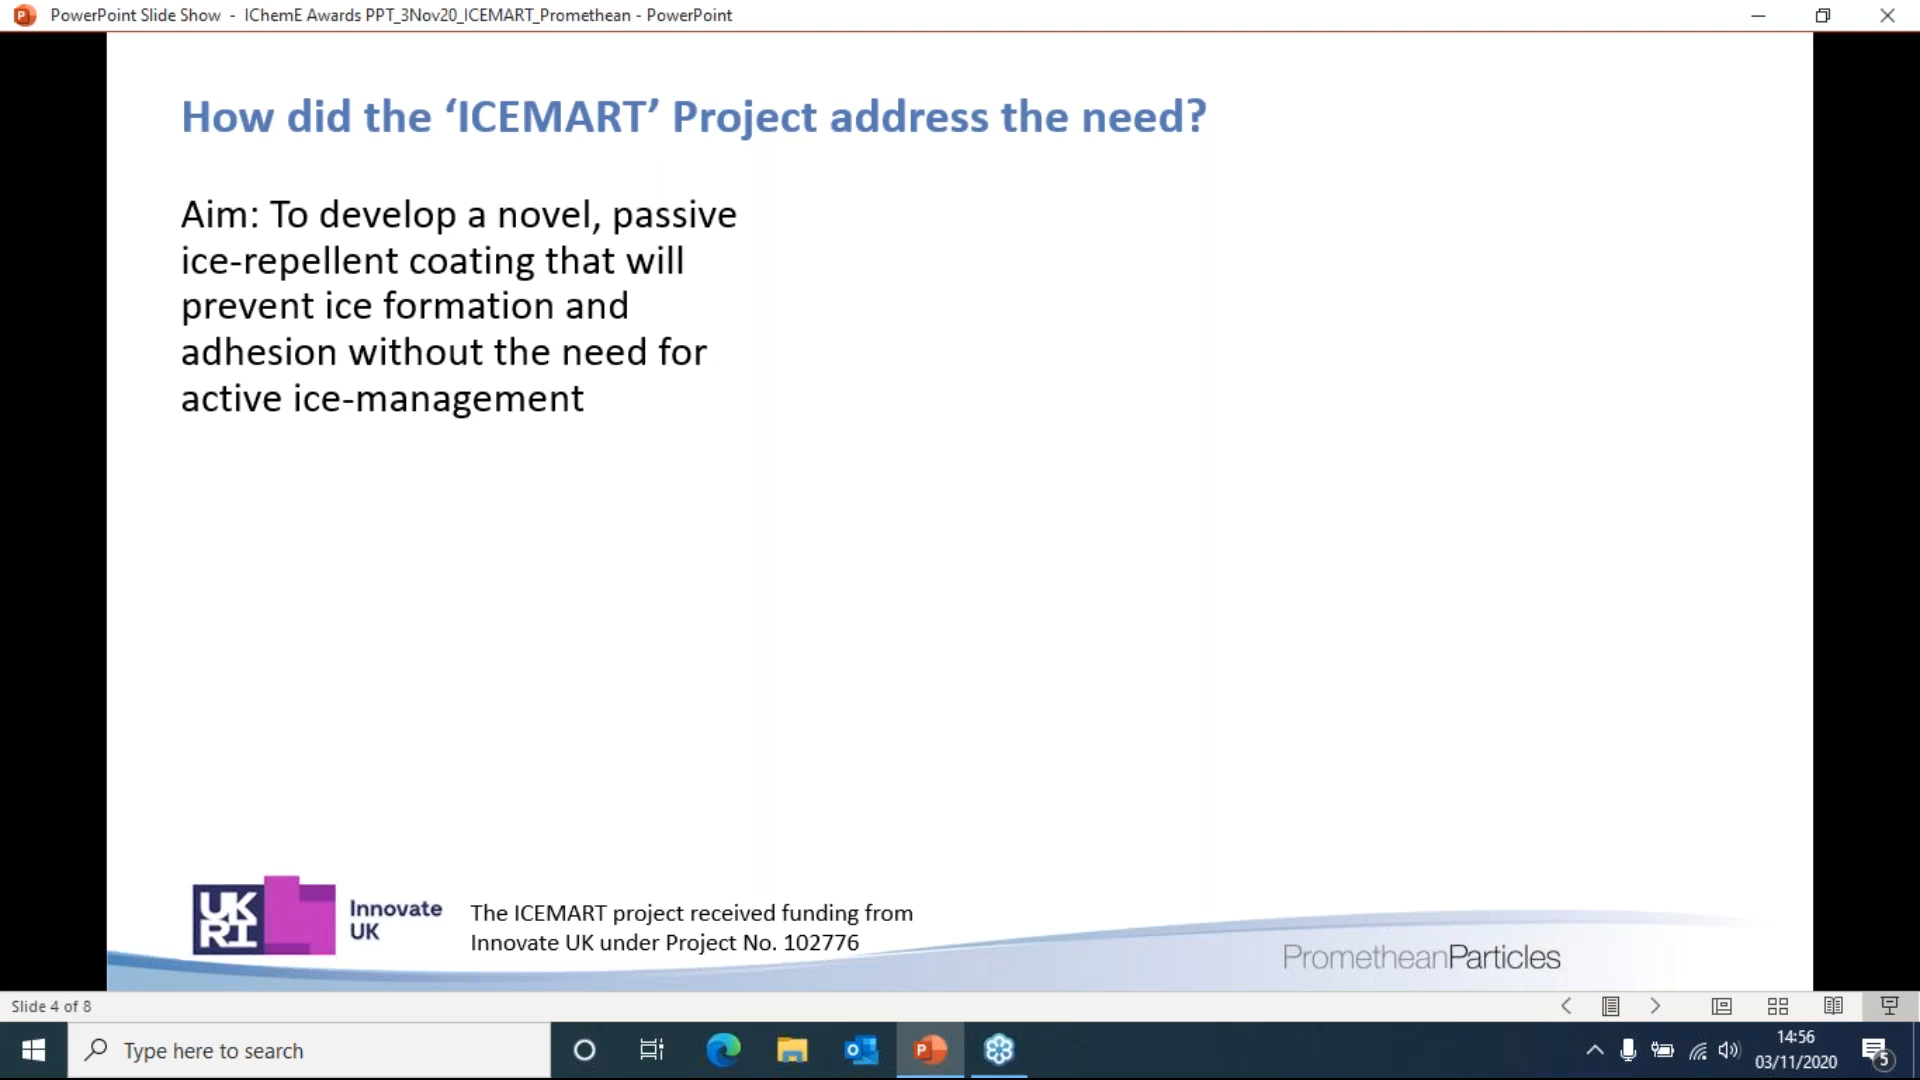 PowerPoint Slide Show - IChemE Awards PPT_3Nov20_ICEMART_Promethean - PowerPoint
How did the ‘ICEMART’ Project address the need?
Aim: To develop a novel, passive
ice-repellent coating that will
prevent ice formation and
adhesion without the need for
active ice-management
UK
RI
Innovate
UK
The ICEMART project received funding from
Innovate UK under Project No. 102776
PrometheanParticles
Slide 4 of 8
Type here to search
14:56
03/11/2020
5